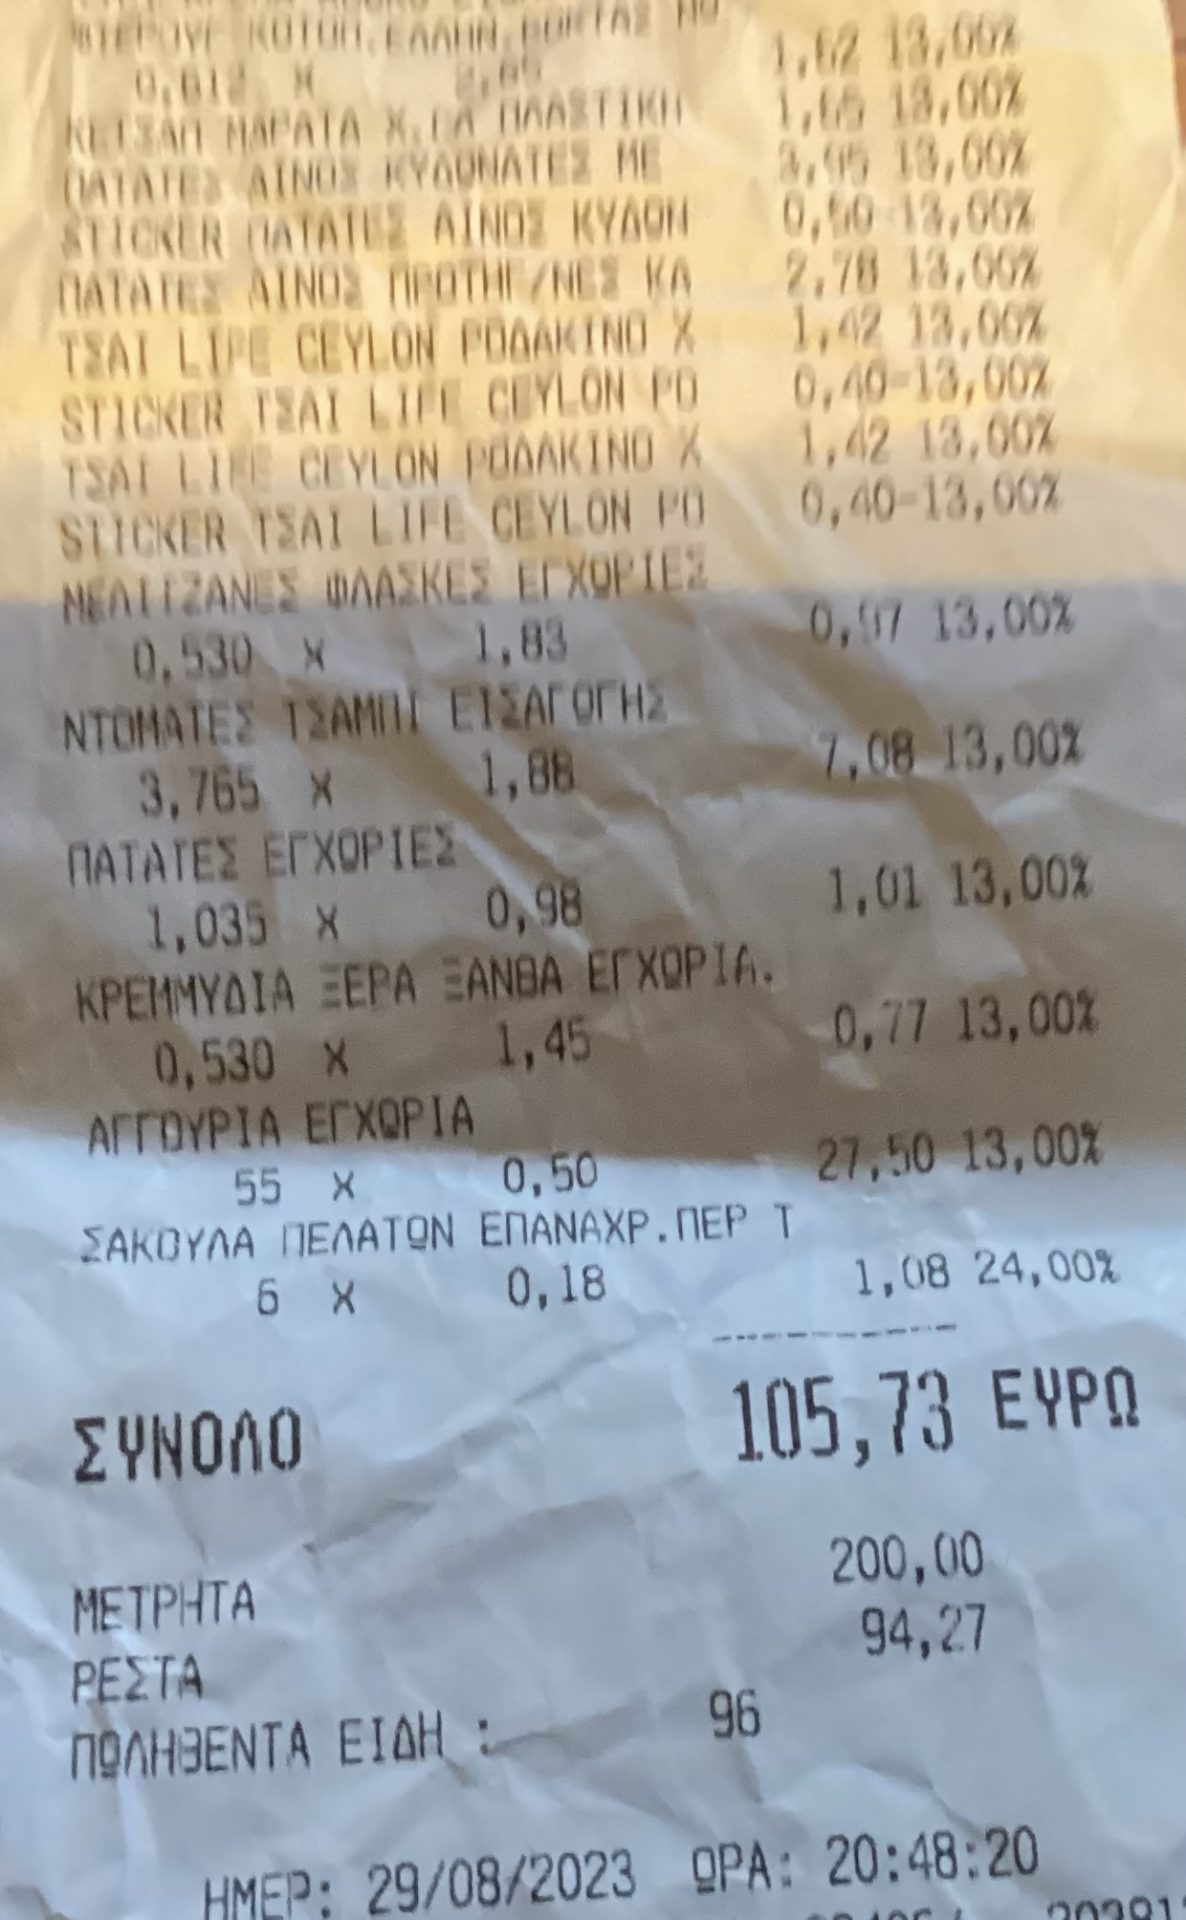 1,62 13,00%
0,612 X 2,65
ΚΕΤΣΑΠ ΜΑΡΑΤΑ Χ.ΓΛ ΠΛΑΣΤΙΚΗ 1,65 13,00%
ΠΑΤΑΤΕΣ ΑΙΝΟΣ ΚΥΔΩΝΑΤΕΣ ΜΕ 3,95 13,00%
STICKER ΠΑΤΑΤΕΣ ΑΙΝΟΣ ΚΥΔΩΝ 0,50-13,00%
ΠΑΤΑΤΕΣ ΑΙΝΟΣ ΠΡΟΤΗΓ/ΝΕΣ ΚΑ 2,78 13,00%
ΤΣΑΙ LIFE CEYLON ΡΟΔΑΚΙΝΟ Χ 1,42 13,00%
STICKER ΤΣΑΙ LIFE CEYLON ΡΟ 0,40-13,00%
ΤΣΑΙ LIFE CEYLON ΡΟΔΑΚΙΝΟ Χ 1,42 13,00%
STICKER ΤΣΑΙ LIFE CEYLON ΡΟ 0,40-13,00%
ΜΕΛΙΤΖΑΝΕΣ ΦΛΑΣΚΕΣ ΕΓΧΩΡΙΕΣ
0,530 X 1,83 0,97 13,00%
ΝΤΟΜΑΤΕΣ ΤΣΑΜΠΙ ΕΙΣΑΓΩΓΗΣ
3,765 X 1,88 7,08 13,00%
ΠΑΤΑΤΕΣ ΕΓΧΩΡΙΕΣ
1,035 X 0,98 1,01 13,00%
ΚΡΕΜΜΥΔΙΑ ΞΕΡΑ ΞΑΝΘΑ ΕΓΧΩΡΙΑ.
0,530 X 1,45 0,77 13,00%
ΑΓΓΟΥΡΙΑ ΕΓΧΩΡΙΑ
55 X 0,50 27,50 13,00%
ΣΑΚΟΥΛΑ ΠΕΛΑΤΩΝ ΕΠΑΝΑΧΡ.ΠΕΡ Τ
6 X 0,18 1,08 24,00%
ΣΥΝΟΛΟ 105,73 ΕΥΡΩ
ΜΕΤΡΗΤΑ 200,00
ΡΕΣΤΑ 94,27
ΠΩΛΗΘΕΝΤΑ ΕΙΔΗ : 96
ΗΜΕΡ: 29/08/2023 ΩΡΑ: 20:48:20